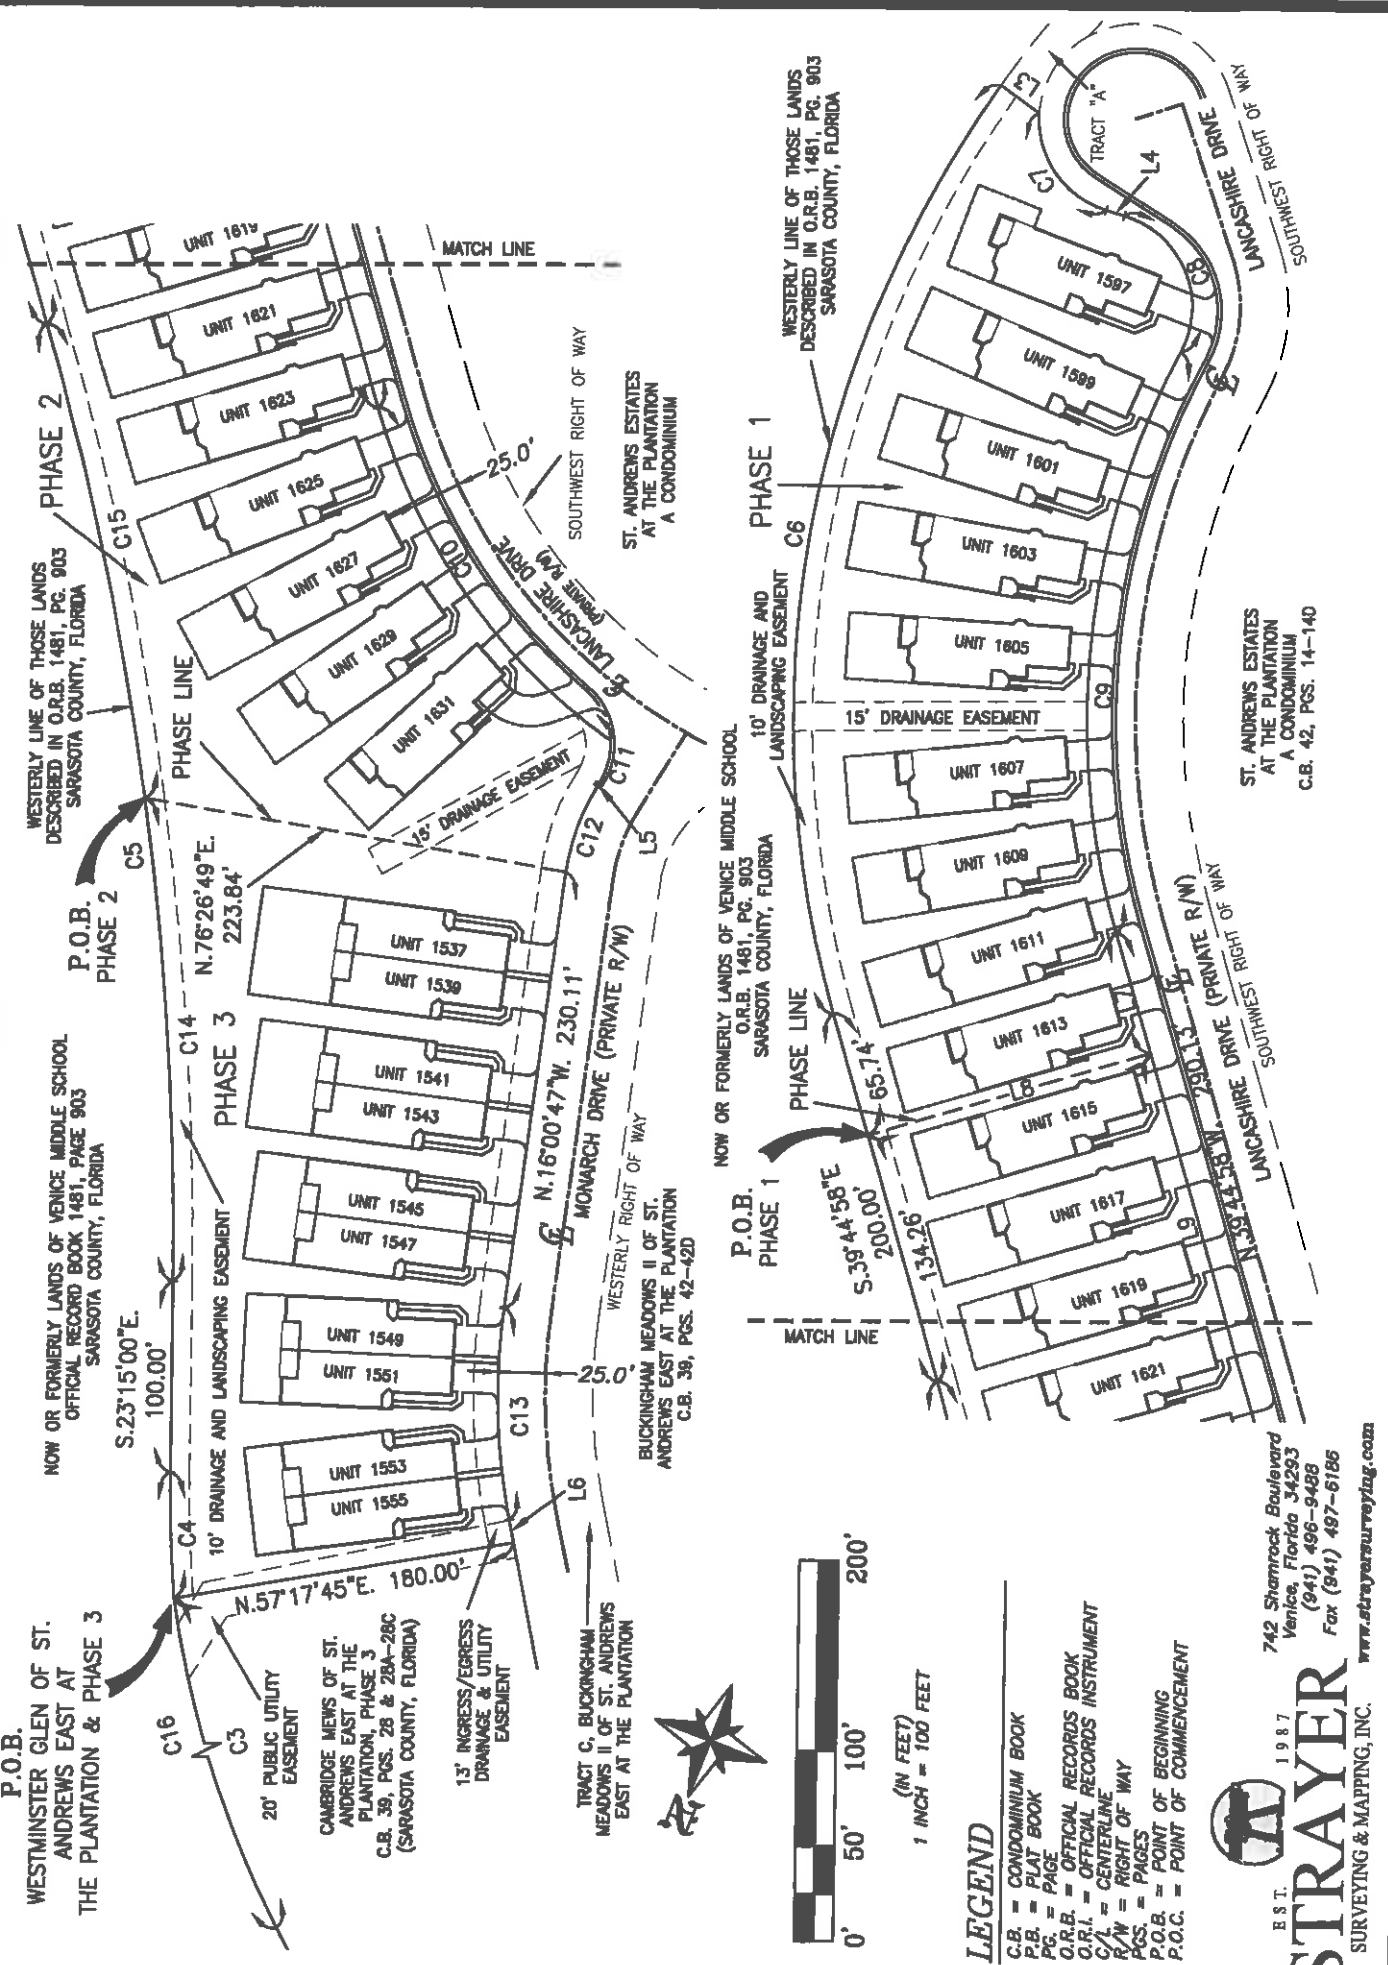 P.O.B.
WESTMINSTER GLEN OF ST.
ANDREWS EAST AT
THE PLANTATION & PHASE 3
C16
C3
20' PUBLIC UTILITY
EASEMENT
CAMBRIDGE MEWS OF ST.
ANDREWS EAST AT THE
PLANTATION, PHASE 3
C.B. 39, PGS. 28 & 28A-28C
(SARASOTA COUNTY, FLORIDA)
13' INGRESS/EGRESS
DRAINAGE & UTILITY
EASEMENT
TRACT C, BUCKINGHAM
MEADOWS II OF ST. ANDREWS
EAST AT THE PLANTATION
N.57°17'45"E. 180.00'
C4
L6
NOW OR FORMERLY LANDS OF VENICE MIDDLE SCHOOL
OFFICIAL RECORD BOOK 1481, PAGE 903
SARASOTA COUNTY, FLORIDA
S.23°15'00"E.
100.00'
10' DRAINAGE AND LANDSCAPING EASEMENT
C14
PHASE 3
UNIT 1555
UNIT 1553
UNIT 1551
UNIT 1549
UNIT 1547
UNIT 1545
UNIT 1543
UNIT 1541
UNIT 1539
UNIT 1537
C13
25.0'
N.16°00'47"W. 230.11'
MONARCH DRIVE (PRIVATE R/W)
WESTERLY RIGHT OF WAY
BUCKINGHAM MEADOWS II OF ST.
ANDREWS EAST AT THE PLANTATION
C.B. 39, PGS. 42-42D
P.O.B.
PHASE 2
C5
N.76°26'49"E.
223.84'
PHASE LINE
WESTERLY LINE OF THOSE LANDS
DESCRIBED IN O.R.B. 1481, PG. 903
SARASOTA COUNTY, FLORIDA
PHASE 2
C15
15' DRAINAGE EASEMENT
C12
L5
C11
C10
UNIT 1631
UNIT 1629
UNIT 1627
UNIT 1625
UNIT 1623
UNIT 1621
UNIT 1619
25.0'
LANCASHIRE DRIVE
(PRIVATE R/W)
SOUTHWEST RIGHT OF WAY
ST. ANDREWS ESTATES
AT THE PLANTATION
A CONDOMINIUM
MATCH LINE
MATCH LINE
P.O.B.
PHASE 1
S.39°44'58"E
200.00'
134.26'
65.74'
PHASE LINE
NOW OR FORMERLY LANDS OF VENICE MIDDLE SCHOOL
O.R.B. 1481, PG. 903
SARASOTA COUNTY, FLORIDA
10' DRAINAGE AND
LANDSCAPING EASEMENT
C6
PHASE 1
WESTERLY LINE OF THOSE LANDS
DESCRIBED IN O.R.B. 1481, PG. 903
SARASOTA COUNTY, FLORIDA
UNIT 1621
UNIT 1619
UNIT 1617
UNIT 1615
UNIT 1613
UNIT 1611
UNIT 1609
UNIT 1607
UNIT 1605
UNIT 1603
UNIT 1601
UNIT 1599
UNIT 1597
9
L8
7
15' DRAINAGE EASEMENT
C9
C8
C7
L3
L4
TRACT "A"
N.39°44'58"W. 290.13'
LANCASHIRE DRIVE (PRIVATE R/W)
SOUTHWEST RIGHT OF WAY
ST. ANDREWS ESTATES
AT THE PLANTATION
A CONDOMINIUM
C.B. 42, PGS. 14-14D
LANCASHIRE DRIVE
SOUTHWEST RIGHT OF WAY
0' 50' 100' 200'
(IN FEET)
1 INCH = 100 FEET
LEGEND
C.B. = CONDOMINIUM BOOK
P.B. = PLAT BOOK
PG. = PAGE
O.R.B. = OFFICIAL RECORDS BOOK
O.R.I. = OFFICIAL RECORDS INSTRUMENT
C/L = CENTERLINE
R/W = RIGHT OF WAY
PGS. = PAGES
P.O.B. = POINT OF BEGINNING
P.O.C. = POINT OF COMMENCEMENT
EST. 1987
STRAYER
SURVEYING & MAPPING, INC.
742 Shamrock Boulevard
Venice, Florida 34293
(941) 496-9488
Fax (941) 497-6186
www.strayersurveying.com